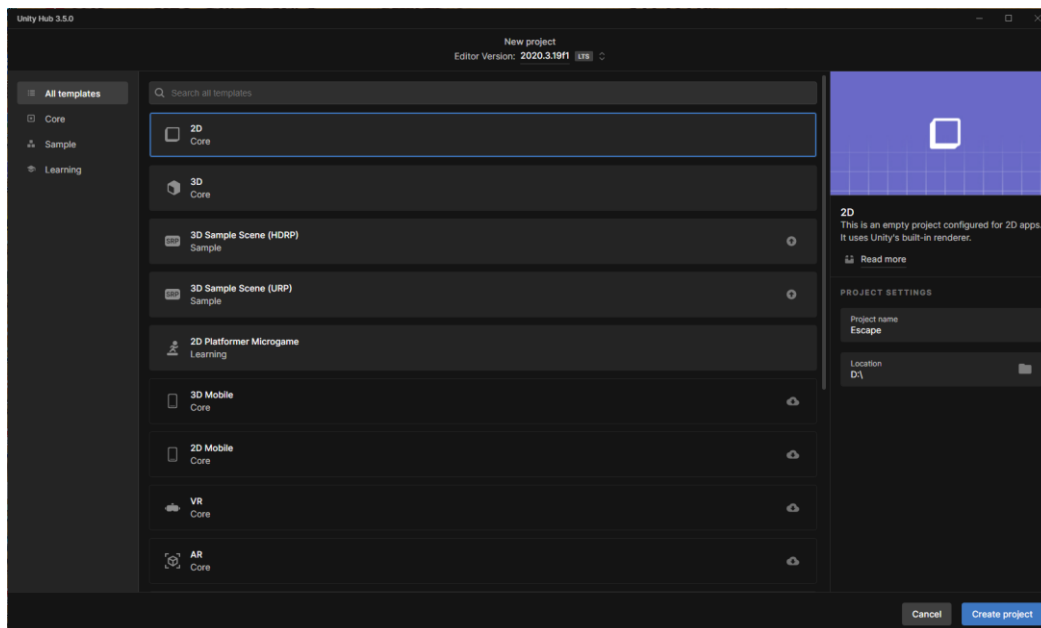 Unity Hub 3.5.0
New project
Editor Version: 2020.3.19f1 LTS
All templates
Core
Sample
Learning
Search all templates
2D
Core
3D
Core
SRP
3D Sample Scene (HDRP)
Sample
SRP
3D Sample Scene (URP)
Sample
2D Platformer Microgame
Learning
3D Mobile
Core
2D Mobile
Core
VR
Core
AR
Core
2D
This is an empty project configured for 2D apps.
It uses Unity's built-in renderer.
Read more
PROJECT SETTINGS
Project name
Escape
Location
D:\
Cancel
Create project